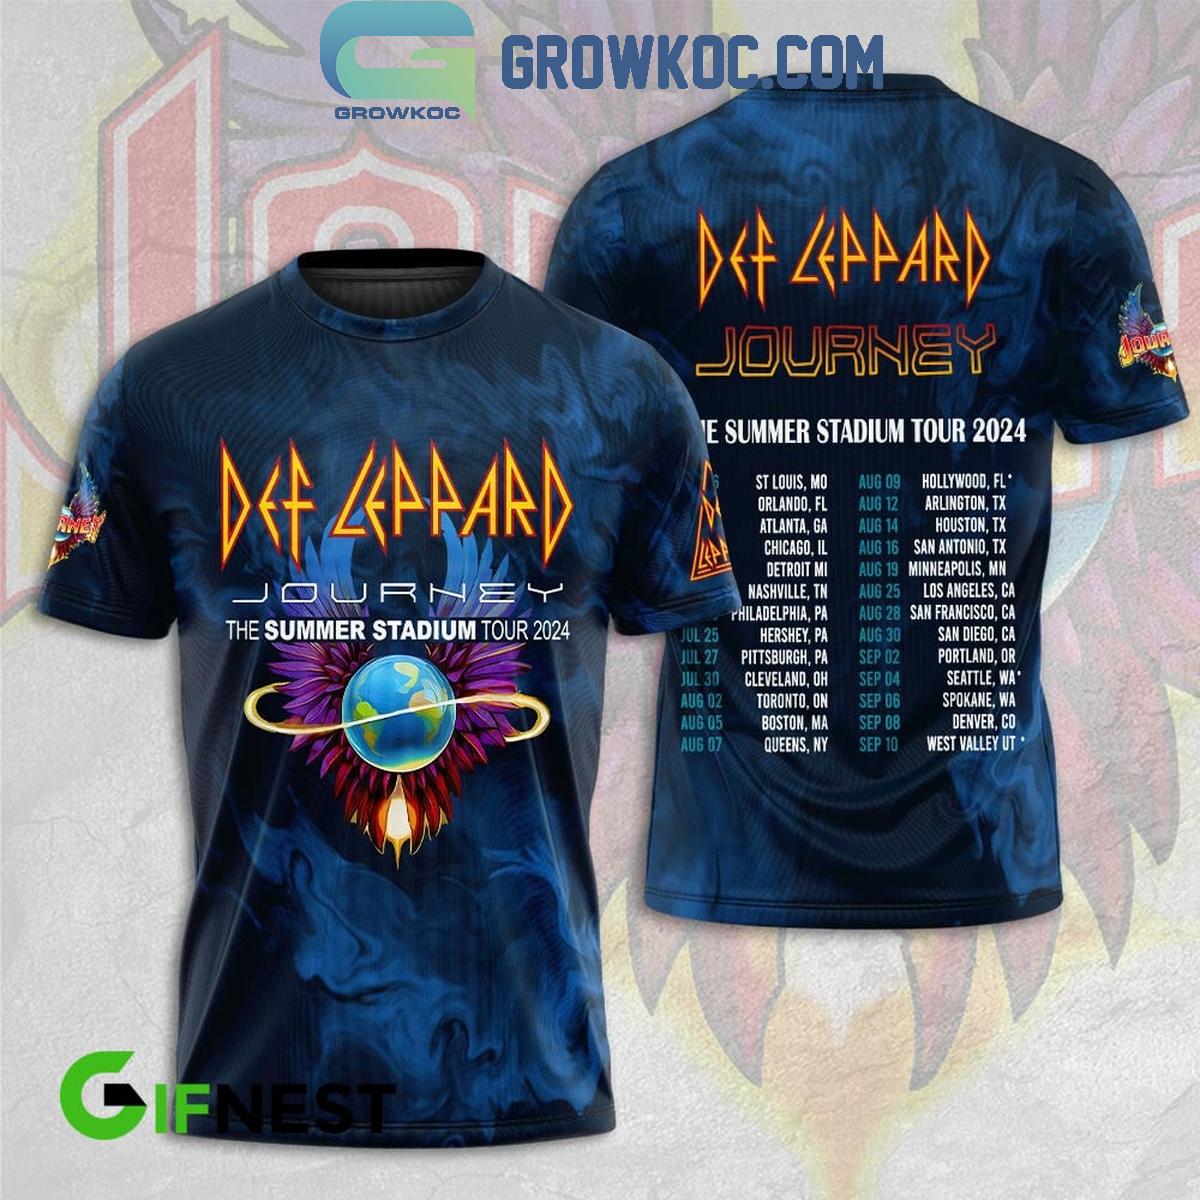 GROWKOC
GROWKOC.COM
DEF LEPPARD
JOURNEY
THE SUMMER STADIUM TOUR 2024
DEF LEPPARD
JOURNEY
SUMMER STADIUM TOUR 2024
ST LOUIS, MO AUG 09 HOLLYWOOD, FL*
ORLANDO, FL AUG 12 ARLINGTON, TX
ATLANTA, GA AUG 14 HOUSTON, TX
CHICAGO, IL AUG 16 SAN ANTONIO, TX
DETROIT MI AUG 19 MINNEAPOLIS, MN
NASHVILLE, TN AUG 25 LOS ANGELES, CA
PHILADELPHIA, PA AUG 28 SAN FRANCISCO, CA
JUL 25 HERSHEY, PA AUG 30 SAN DIEGO, CA
JUL 27 PITTSBURGH, PA SEP 02 PORTLAND, OR
JUL 30 CLEVELAND, OH SEP 04 SEATTLE, WA*
AUG 02 TORONTO, ON SEP 06 SPOKANE, WA
AUG 05 BOSTON, MA SEP 08 DENVER, CO
AUG 07 QUEENS, NY SEP 10 WEST VALLEY UT *
GIFNEST